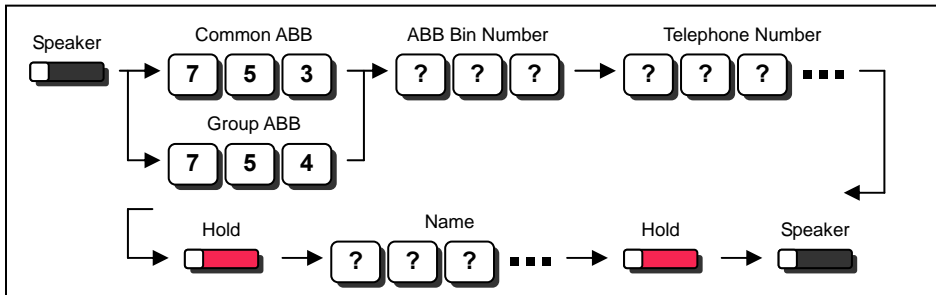 Speaker
Common ABB
ABB Bin Number
Telephone Number
7 5 3
? ? ?
? ? ?
Group ABB
7 5 4
Hold
Name
Hold
Speaker
? ? ?